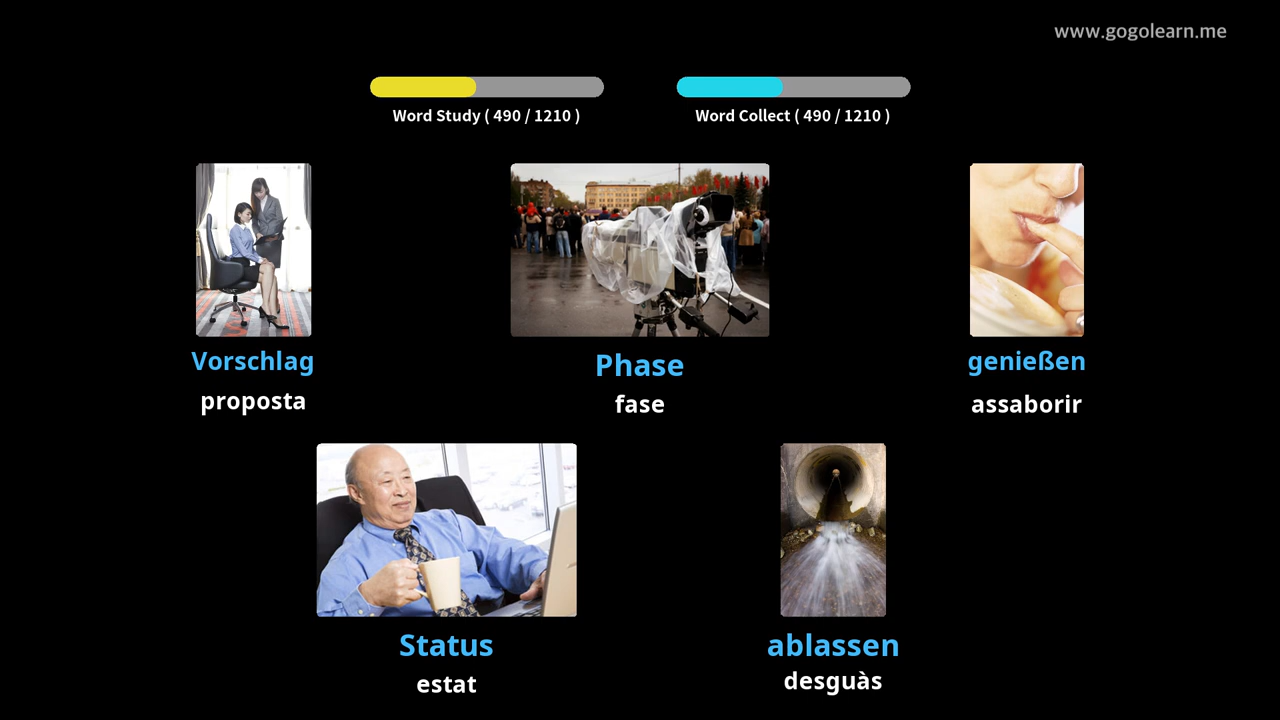 www.gogolearn.me
Word Study ( 490 / 1210 )
Word Collect ( 490 / 1210 )
Vorschlag
proposta
Phase
fase
genießen
assaborir
Status
estat
ablassen
desguàs